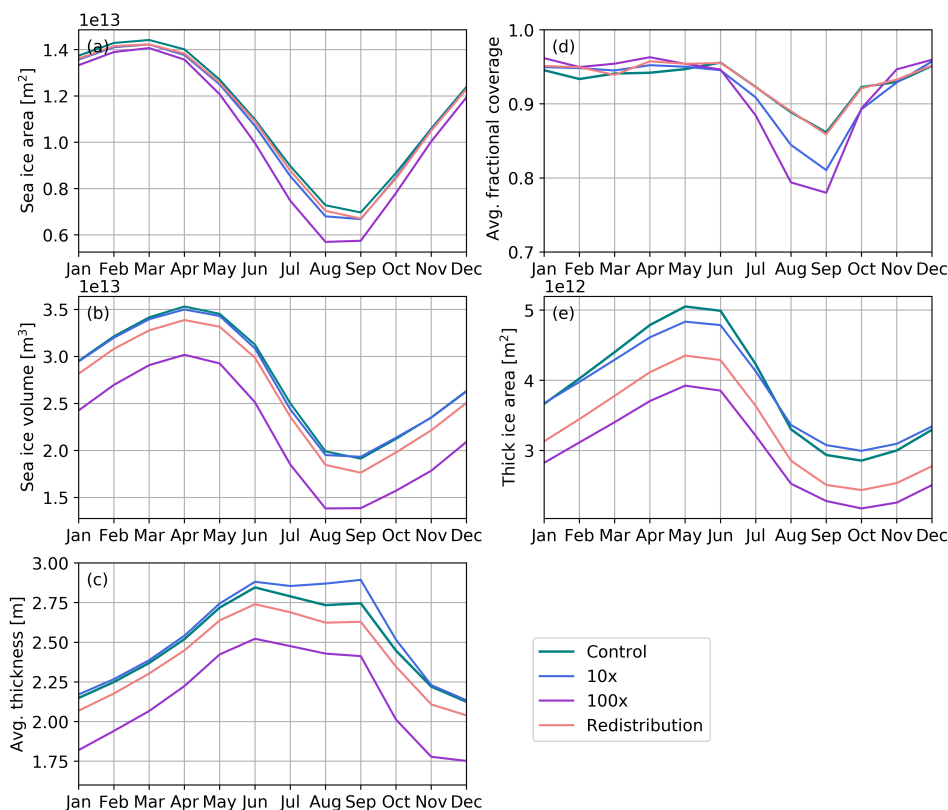 1e13
(a)
Sea ice area [m²]
1.4
1.2
1.0
0.8
0.6
Jan Feb Mar Apr May Jun Jul Aug Sep Oct Nov Dec
(d)
Avg. fractional coverage
1.0
0.9
0.8
0.7
Jan Feb Mar Apr May Jun Jul Aug Sep Oct Nov Dec
1e13
(b)
Sea ice volume [m³]
3.5
3.0
2.5
2.0
1.5
Jan Feb Mar Apr May Jun Jul Aug Sep Oct Nov Dec
1e12
(e)
Thick ice area [m²]
5
4
3
Jan Feb Mar Apr May Jun Jul Aug Sep Oct Nov Dec
(c)
Avg. thickness [m]
3.00
2.75
2.50
2.25
2.00
1.75
Jan Feb Mar Apr May Jun Jul Aug Sep Oct Nov Dec
Control
10x
100x
Redistribution